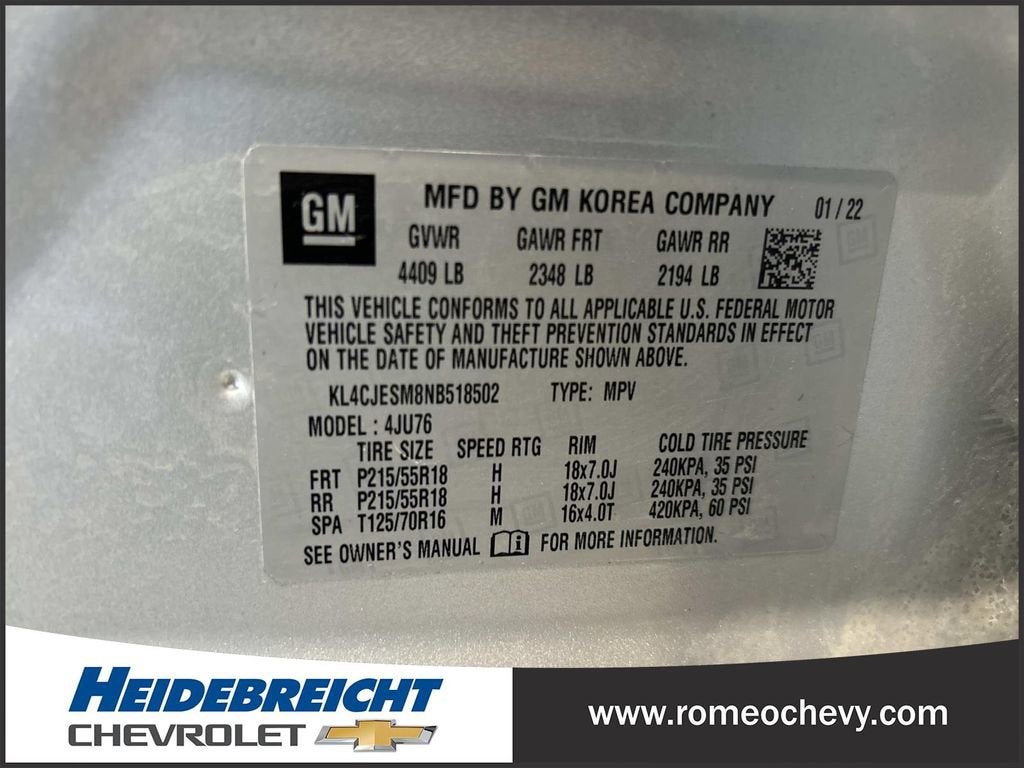 GM
MFD BY GM KOREA COMPANY 01 / 22
GVWR GAWR FRT GAWR RR
4409 LB 2348 LB 2194 LB
THIS VEHICLE CONFORMS TO ALL APPLICABLE U.S. FEDERAL MOTOR
VEHICLE SAFETY AND THEFT PREVENTION STANDARDS IN EFFECT
ON THE DATE OF MANUFACTURE SHOWN ABOVE.
KL4CJESM8NB518502 TYPE: MPV
MODEL : 4JU76
TIRE SIZE SPEED RTG RIM COLD TIRE PRESSURE
FRT P215/55R18 H 18x7.0J 240KPA, 35 PSI
RR P215/55R18 H 18x7.0J 240KPA, 35 PSI
SPA T125/70R16 M 16x4.0T 420KPA, 60 PSI
SEE OWNER'S MANUAL i FOR MORE INFORMATION.
HEIDEBREICHT
CHEVROLET
www.romeochevy.com